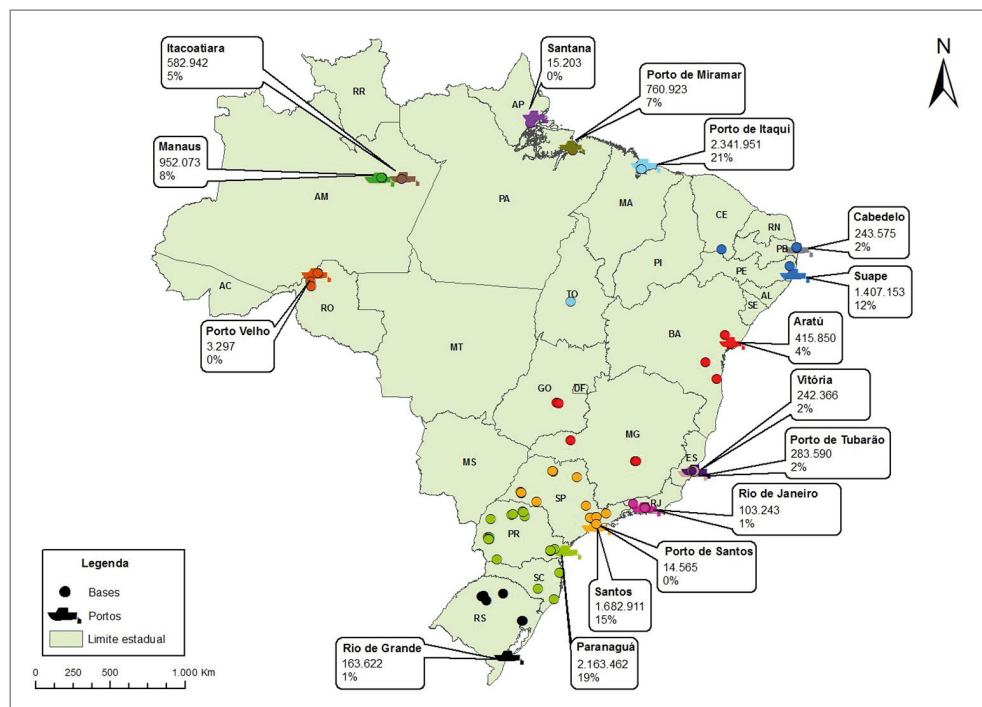 Itacoatiara
582.942
5%
Santana
15.203
0%
Porto de Miramar
760.923
7%
N
Manaus
952.073
8%
Porto de Itaqui
2.341.951
21%
RR
AP
AM
PA
MA
CE
RN
PB
Cabedelo
243.575
2%
PI
PE
AC
Suape
1.407.153
12%
AL
SE
TO
RO
Porto Velho
3.297
0%
BA
Aratú
415.850
4%
MT
GO
DF
Vitória
242.366
2%
MG
MS
ES
Porto de Tubarão
283.590
2%
SP
RJ
Rio de Janeiro
103.243
1%
PR
Porto de Santos
14.565
0%
SC
Santos
1.682.911
15%
RS
Rio de Grande
163.622
1%
Paranaguá
2.163.462
19%
Legenda
Bases
Portos
Limite estadual
0 250 500 1.000 Km